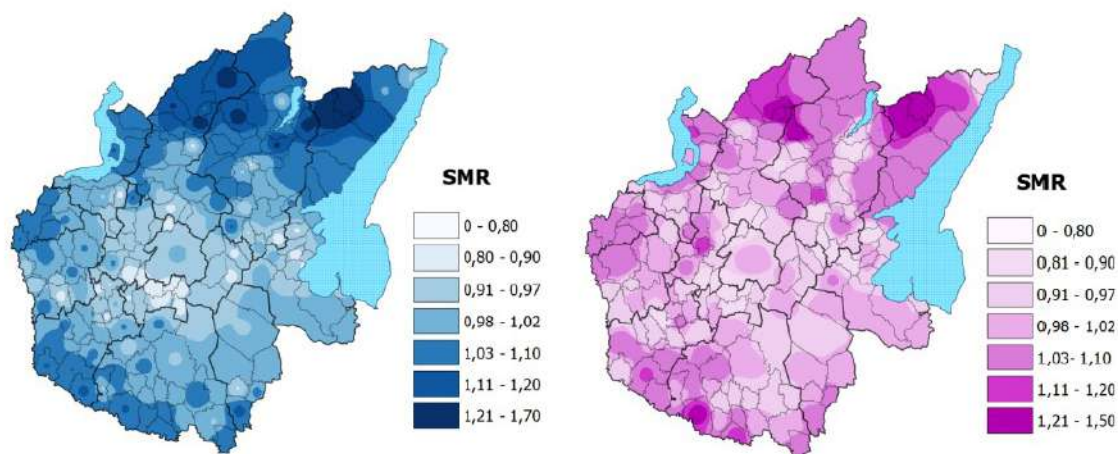 SMR
0 - 0,80
0,80 - 0,90
0,91 - 0,97
0,98 - 1,02
1,03 - 1,10
1,11 - 1,20
1,21 - 1,70
SMR
0 - 0,80
0,81 - 0,90
0,91 - 0,97
0,98 - 1,02
1,03- 1,10
1,11 - 1,20
1,21 - 1,50